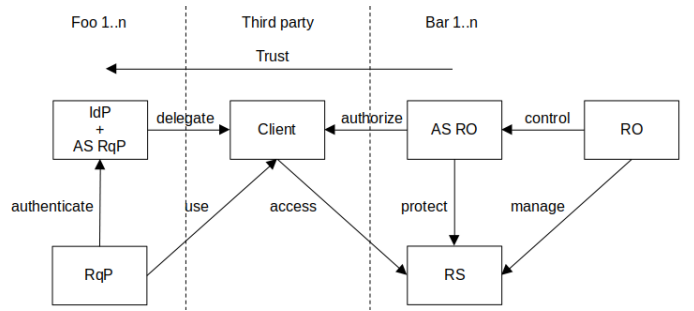 Foo 1..n
Third party
Bar 1..n
Trust
IdP
+
AS RqP
delegate
Client
authorize
AS RO
control
RO
authenticate
use
access
protect
manage
RqP
RS